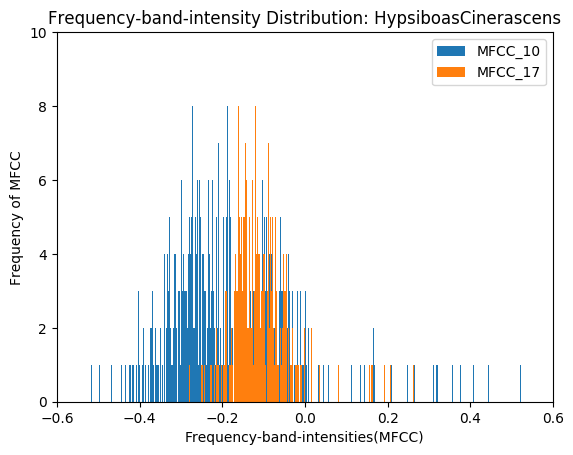 Frequency-band-intensity Distribution: HypsiboasCinerascens
MFCC_10
MFCC_17
Frequency of MFCC
10
8
6
4
2
0
−0.6 −0.4 −0.2 0.0 0.2 0.4 0.6
Frequency-band-intensities(MFCC)